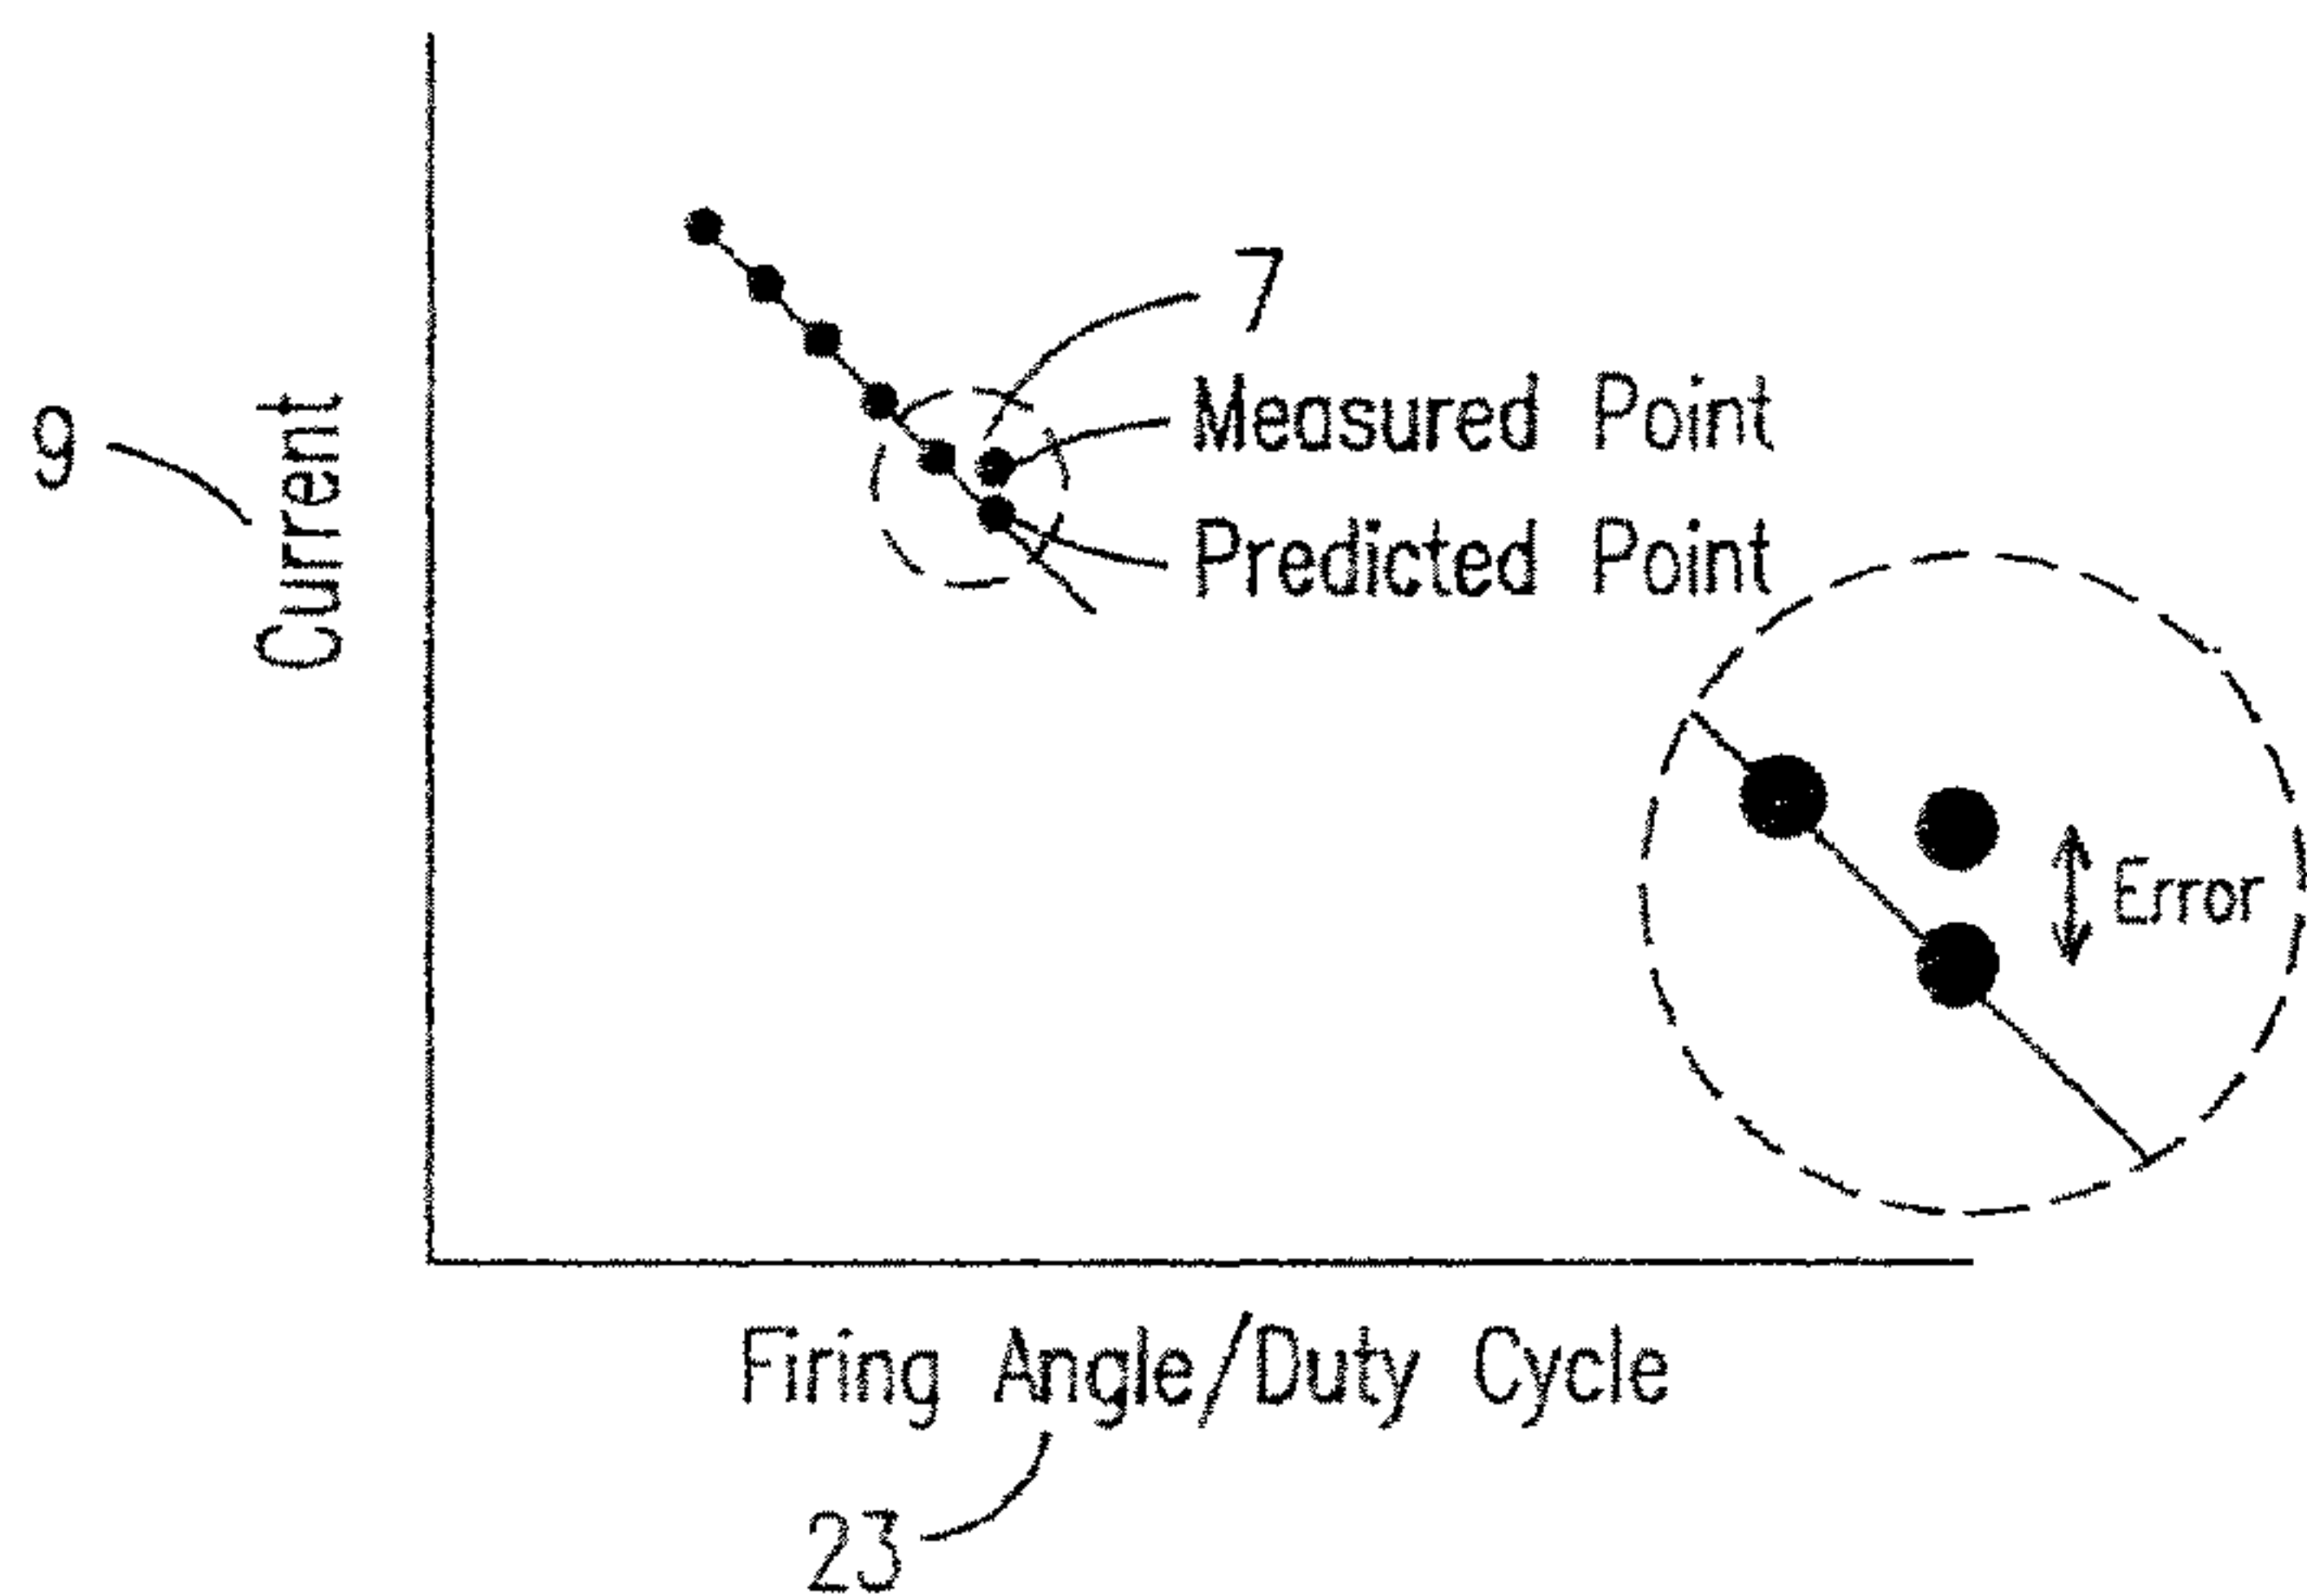 7
Measured Point
Predicted Point
9
Current
Error
Firing Angle/Duty Cycle
23